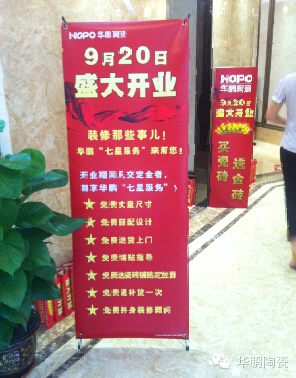 HOPO 华鹏陶瓷
9月20日
盛大开业
装修那些事儿！
华鹏“七星服务”来帮您！
开业期间凡交定金者，
尊享华鹏“七星服务”：
★ 免费丈量尺寸
★ 免费搭配设计
★ 免费送货上门
★ 免费铺贴指导
★ 免费送瓷砖铺贴定位器
★ 免费退补货一次
★ 免费终身装修顾问
HOPO
华鹏陶瓷
9月20日
盛大开业
买瓷砖
送金砖
华鹏陶瓷